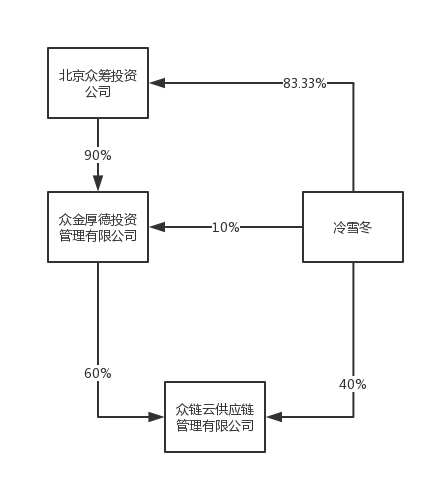 北京众筹投资
公司
83.33%
90%
众金厚德投资
管理有限公司
10%
冷雪冬
60%
40%
众链云供应链
管理有限公司